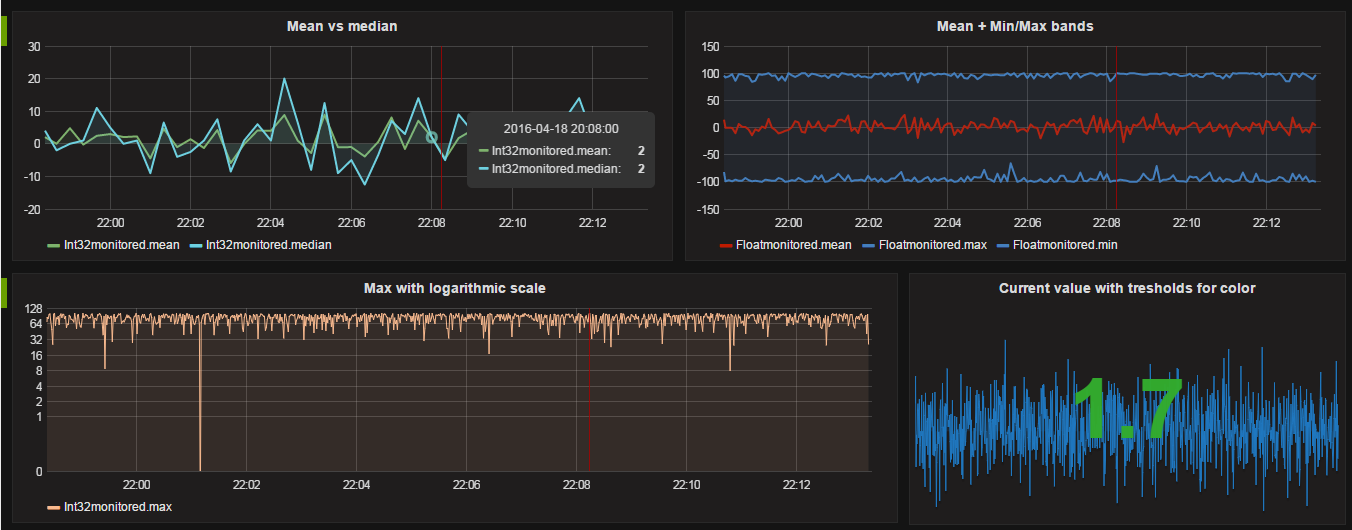 Mean vs median
30
20
10
0
-10
-20
22:00 22:02 22:04 22:06 22:08 22:10 22:12
2016-04-18 20:08:00
Int32monitored.mean: 2
Int32monitored.median: 2
Int32monitored.mean Int32monitored.median
Mean + Min/Max bands
150
100
50
0
-50
-100
-150
22:00 22:02 22:04 22:06 22:08 22:10 22:12
Floatmonitored.mean Floatmonitored.max Floatmonitored.min
Max with logarithmic scale
128
64
32
16
8
4
2
1
0
22:00 22:02 22:04 22:06 22:08 22:10 22:12
Int32monitored.max
Current value with tresholds for color
1.7